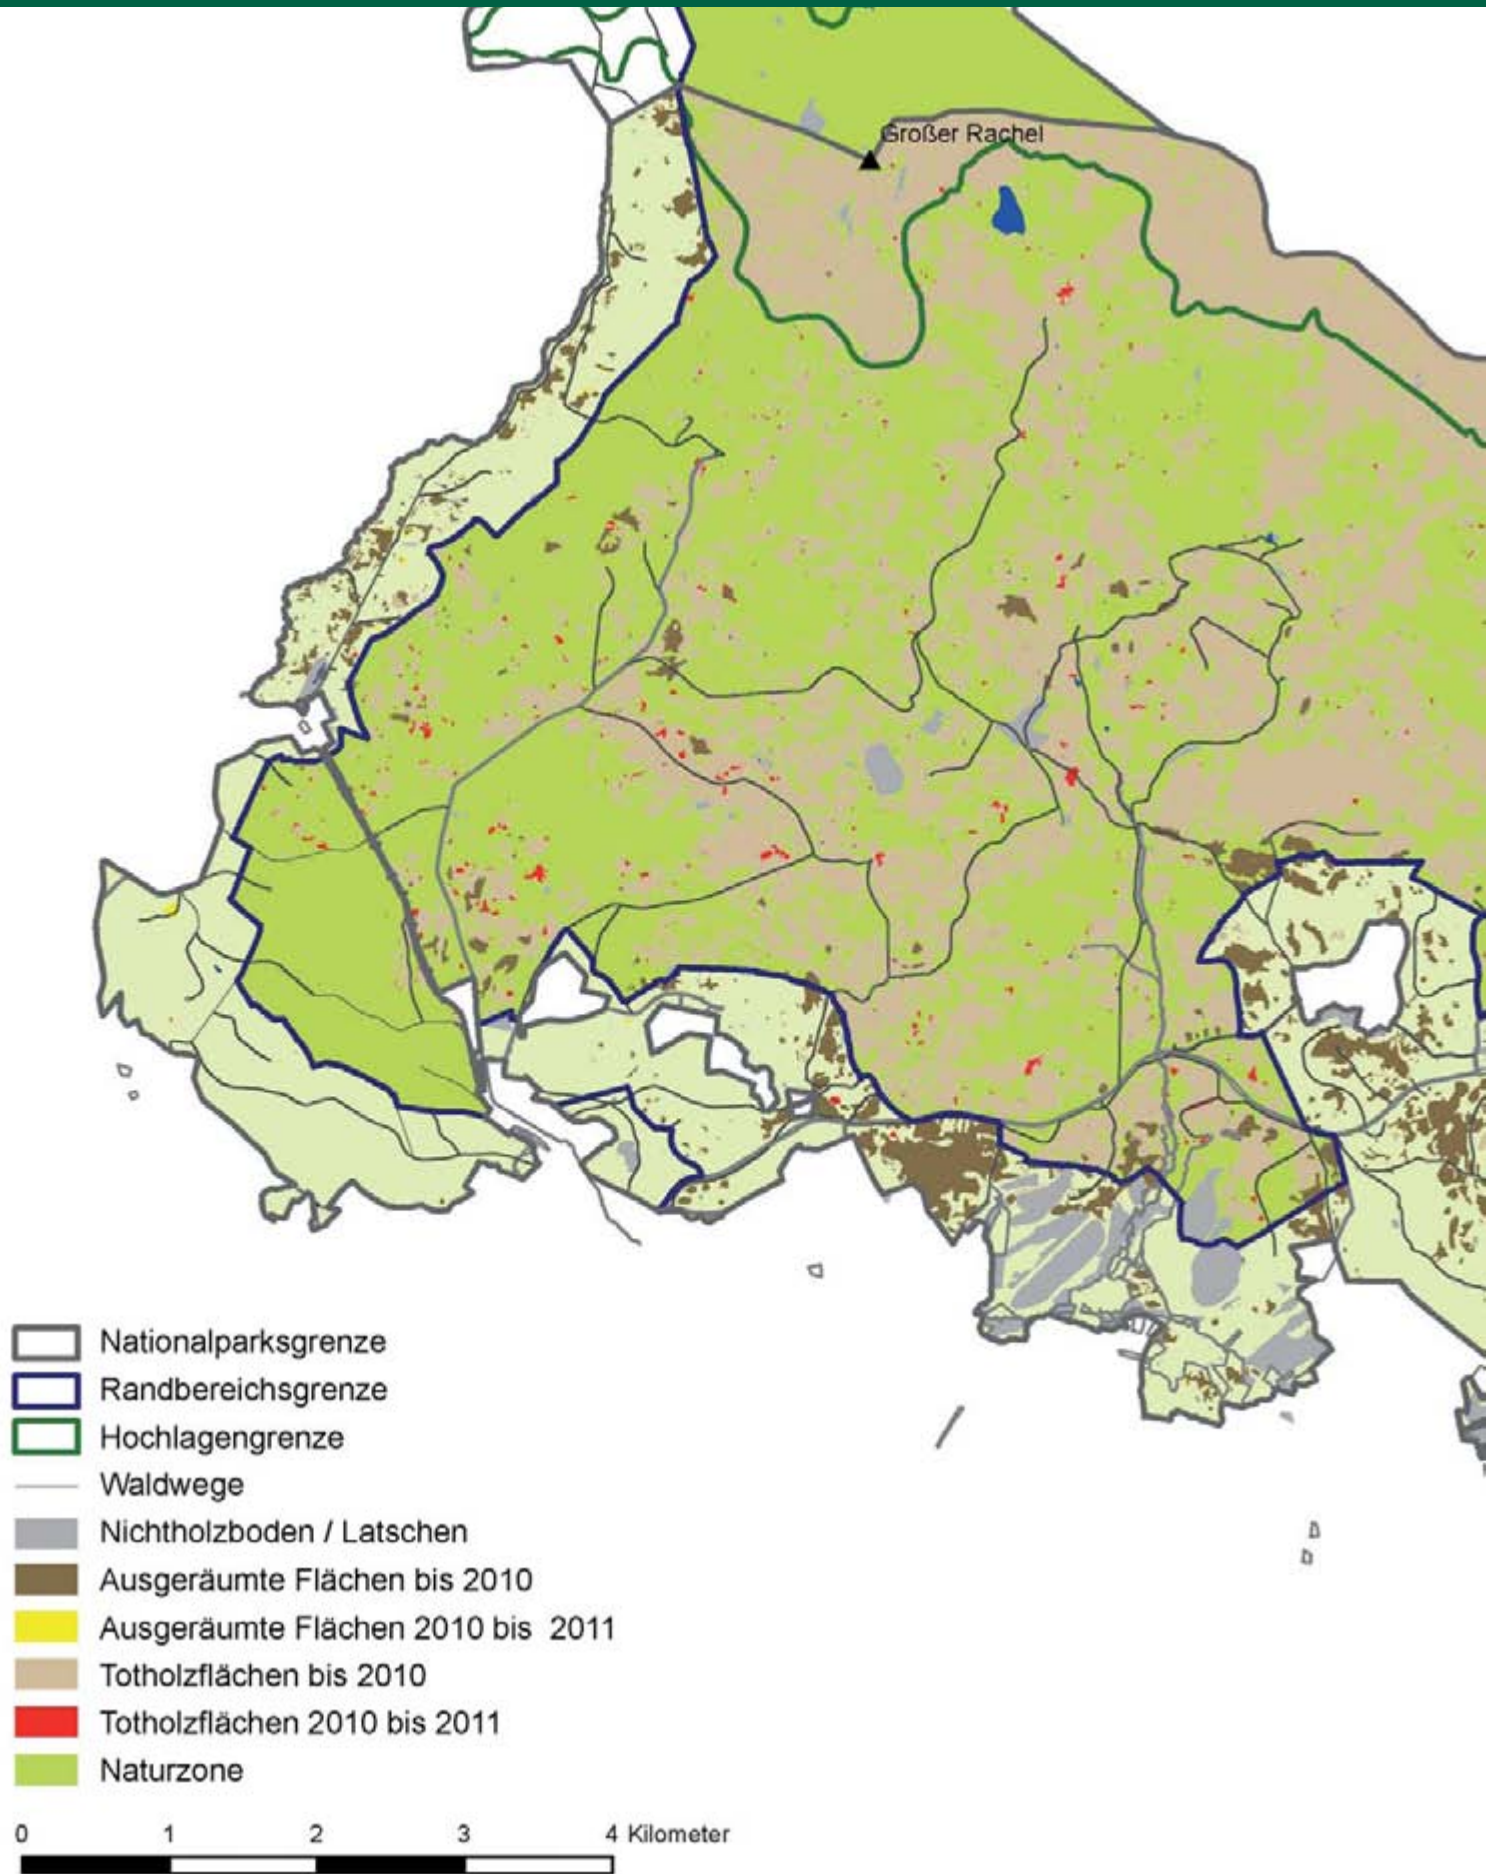 Großer Rachel
Nationalparksgrenze
Randbereichsgrenze
Hochlagengrenze
Waldwege
Nichtholzboden / Latschen
Ausgeräumte Flächen bis 2010
Ausgeräumte Flächen 2010 bis 2011
Totholzflächen bis 2010
Totholzflächen 2010 bis 2011
Naturzone
0 1 2 3 4 Kilometer